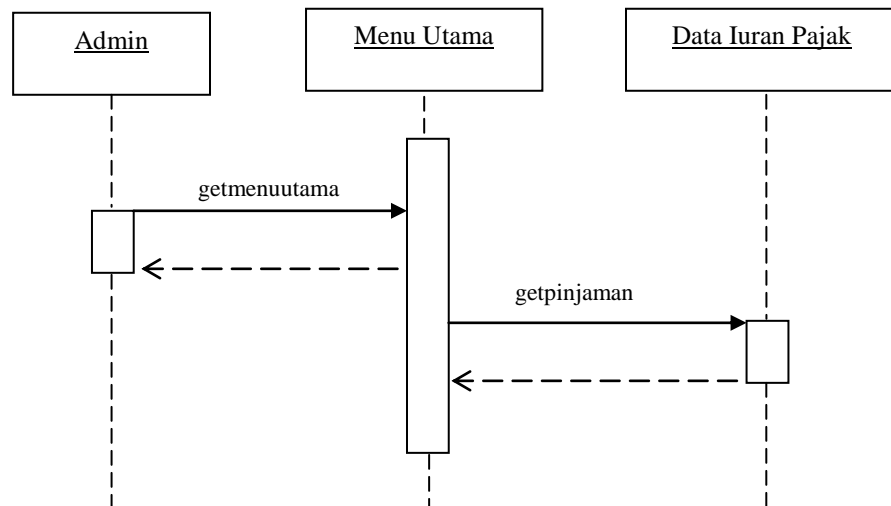 Admin
Menu Utama
Data Iuran Pajak
getmenuutama
getpinjaman